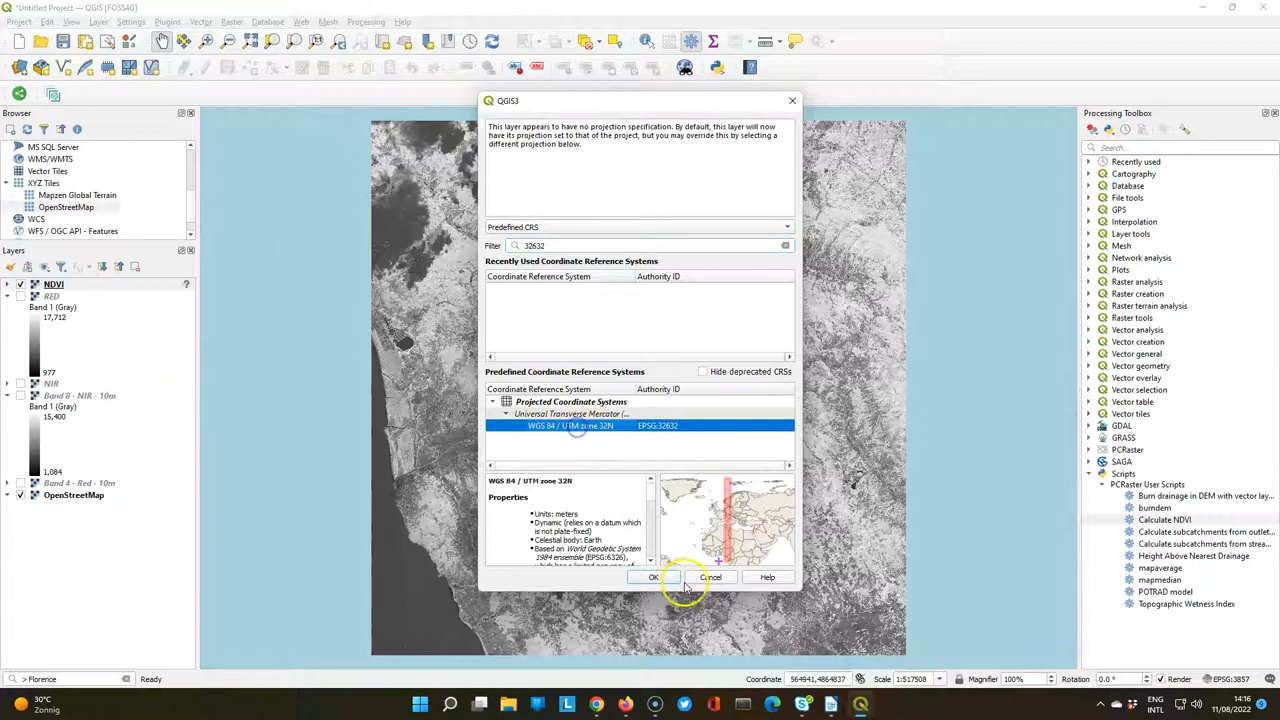 *Untitled Project — QGIS [FOSS4G]
Project Edit View Layer Settings Plugins Vector Raster Database Web Mesh Processing Help
Browser
MS SQL Server
WMS/WMTS
Vector Tiles
XYZ Tiles
Mapzen Global Terrain
OpenStreetMap
WCS
WFS / OGC API - Features
Layers
NDVI
RED
Band 1 (Gray)
17,712
977
NIR
Band 8 - NIR - 10m
Band 1 (Gray)
15,400
1,084
Band 4 - Red - 10m
OpenStreetMap
QGIS3
This layer appears to have no projection specification. By default, this layer will now
have its projection set to that of the project, but you may override this by selecting a
different projection below.
Predefined CRS
Filter 32632
Recently Used Coordinate Reference Systems
Coordinate Reference System Authority ID
Predefined Coordinate Reference Systems Hide deprecated CRSs
Coordinate Reference System Authority ID
Projected Coordinate Systems
Universal Transverse Mercator (...
WGS 84 / UTM zone 32N EPSG:32632
WGS 84 / UTM zone 32N
Properties
Units: meters
Dynamic (relies on a datum which
is not plate-fixed)
Celestial body: Earth
Based on World Geodetic System
1984 ensemble (EPSG:6326),
which has a limited accuracy of
OK Cancel Help
Processing Toolbox
Search...
Recently used
Cartography
Database
File tools
GPS
Interpolation
Layer tools
Mesh
Network analysis
Plots
Raster analysis
Raster creation
Raster terrain analysis
Raster tools
Vector analysis
Vector creation
Vector general
Vector geometry
Vector overlay
Vector selection
Vector table
Vector tiles
GDAL
GRASS
PCRaster
SAGA
Scripts
PCRaster User Scripts
Burn drainage in DEM with vector lay...
burndem
Calculate NDVI
Calculate subcatchments from outlet...
Calculate subcatchments from strea...
Height Above Nearest Drainage
mapaverage
mapmedian
POTRAD model
Topographic Wetness Index
> Florence Ready Coordinate 564941,4864837 Scale 1:517508 Magnifier 100% Rotation 0.0 ° Render EPSG:3857
30°C
Zonnig
ENG
INTL
14:16
11/08/2022